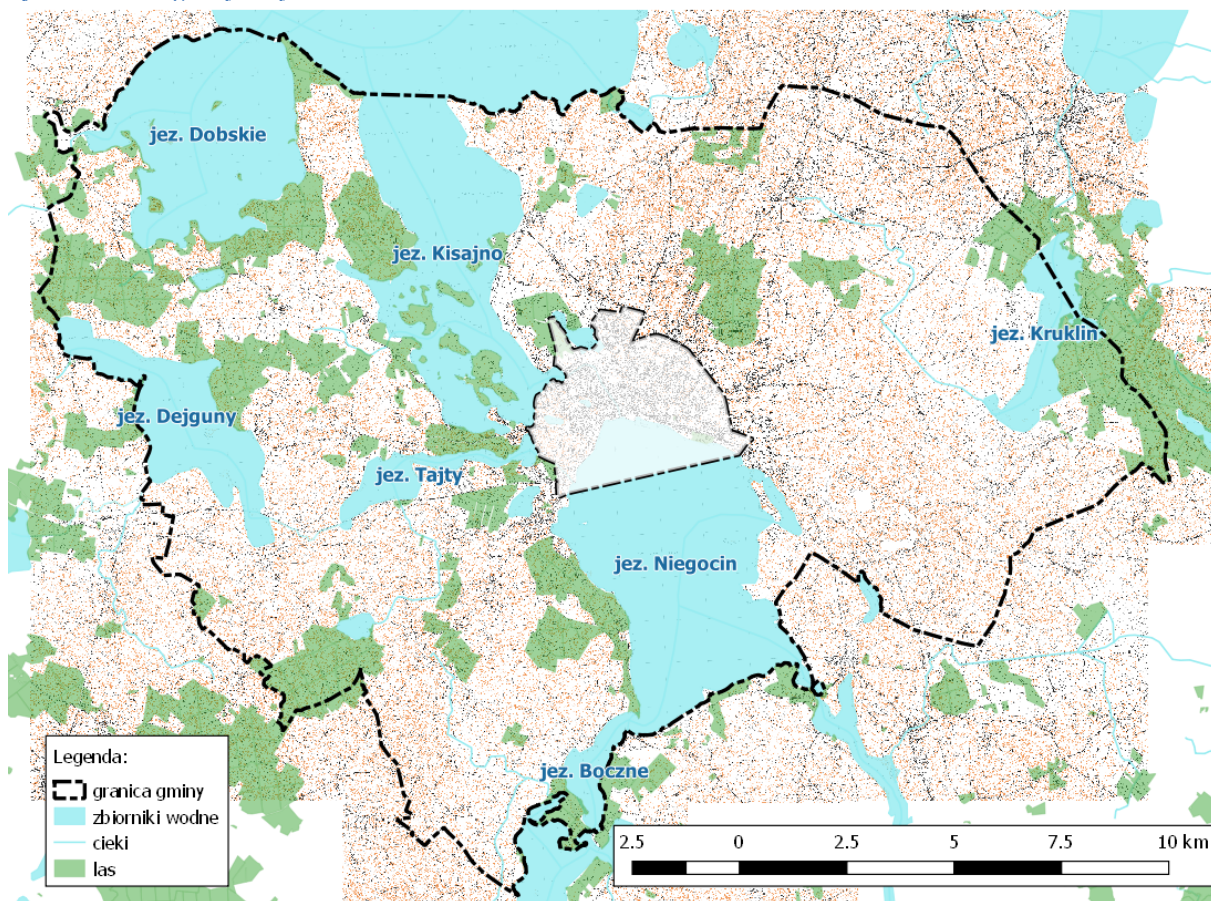 jez. Dobskie
jez. Kisajno
jez. Kruklin
jez. Dejguny
jez. Tajty
jez. Niegocin
jez. Boczne
Legenda:
granica gminy
zbiorniki wodne
cieki
las
2.5 0 2.5 5 7.5 10 km